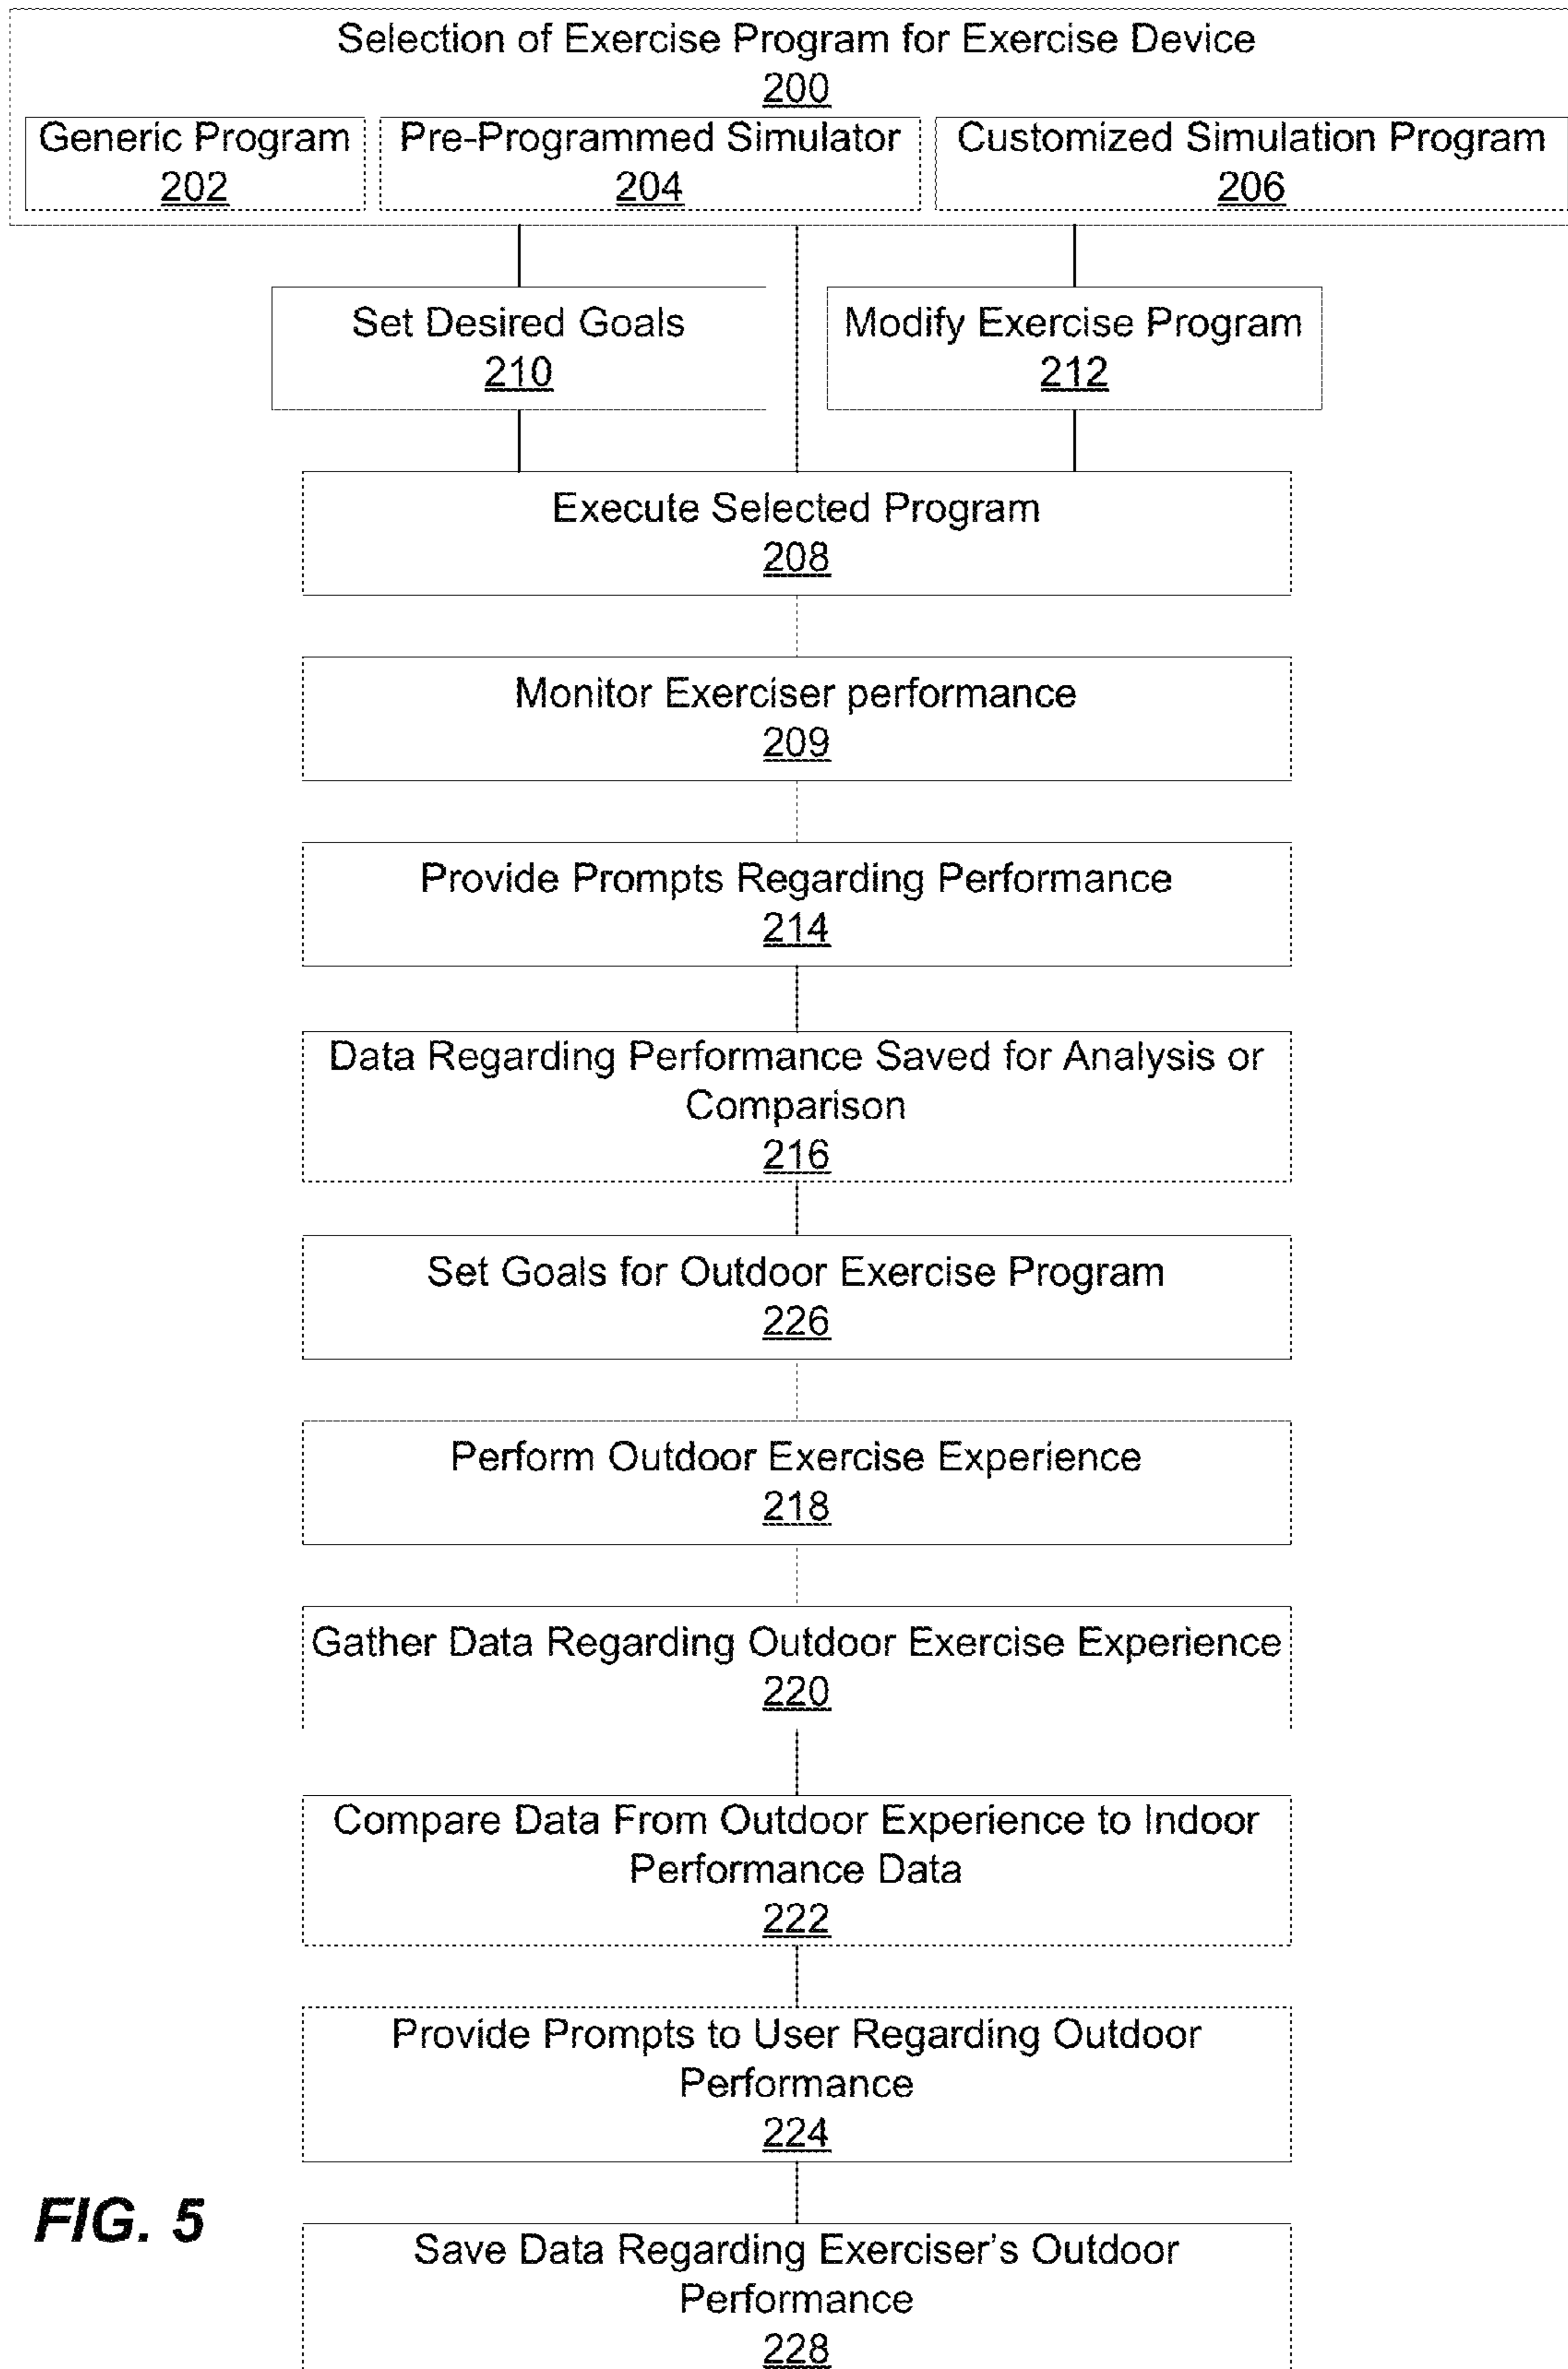 Selection of Exercise Program for Exercise Device
200
Generic Program
202
Pre-Programmed Simulator
204
Customized Simulation Program
206
Set Desired Goals
210
Modify Exercise Program
212
Execute Selected Program
208
Monitor Exerciser performance
209
Provide Prompts Regarding Performance
214
Data Regarding Performance Saved for Analysis or
Comparison
216
Set Goals for Outdoor Exercise Program
226
Perform Outdoor Exercise Experience
218
Gather Data Regarding Outdoor Exercise Experience
220
Compare Data From Outdoor Experience to Indoor
Performance Data
222
Provide Prompts to User Regarding Outdoor
Performance
224
FIG. 5
Save Data Regarding Exerciser's Outdoor
Performance
228